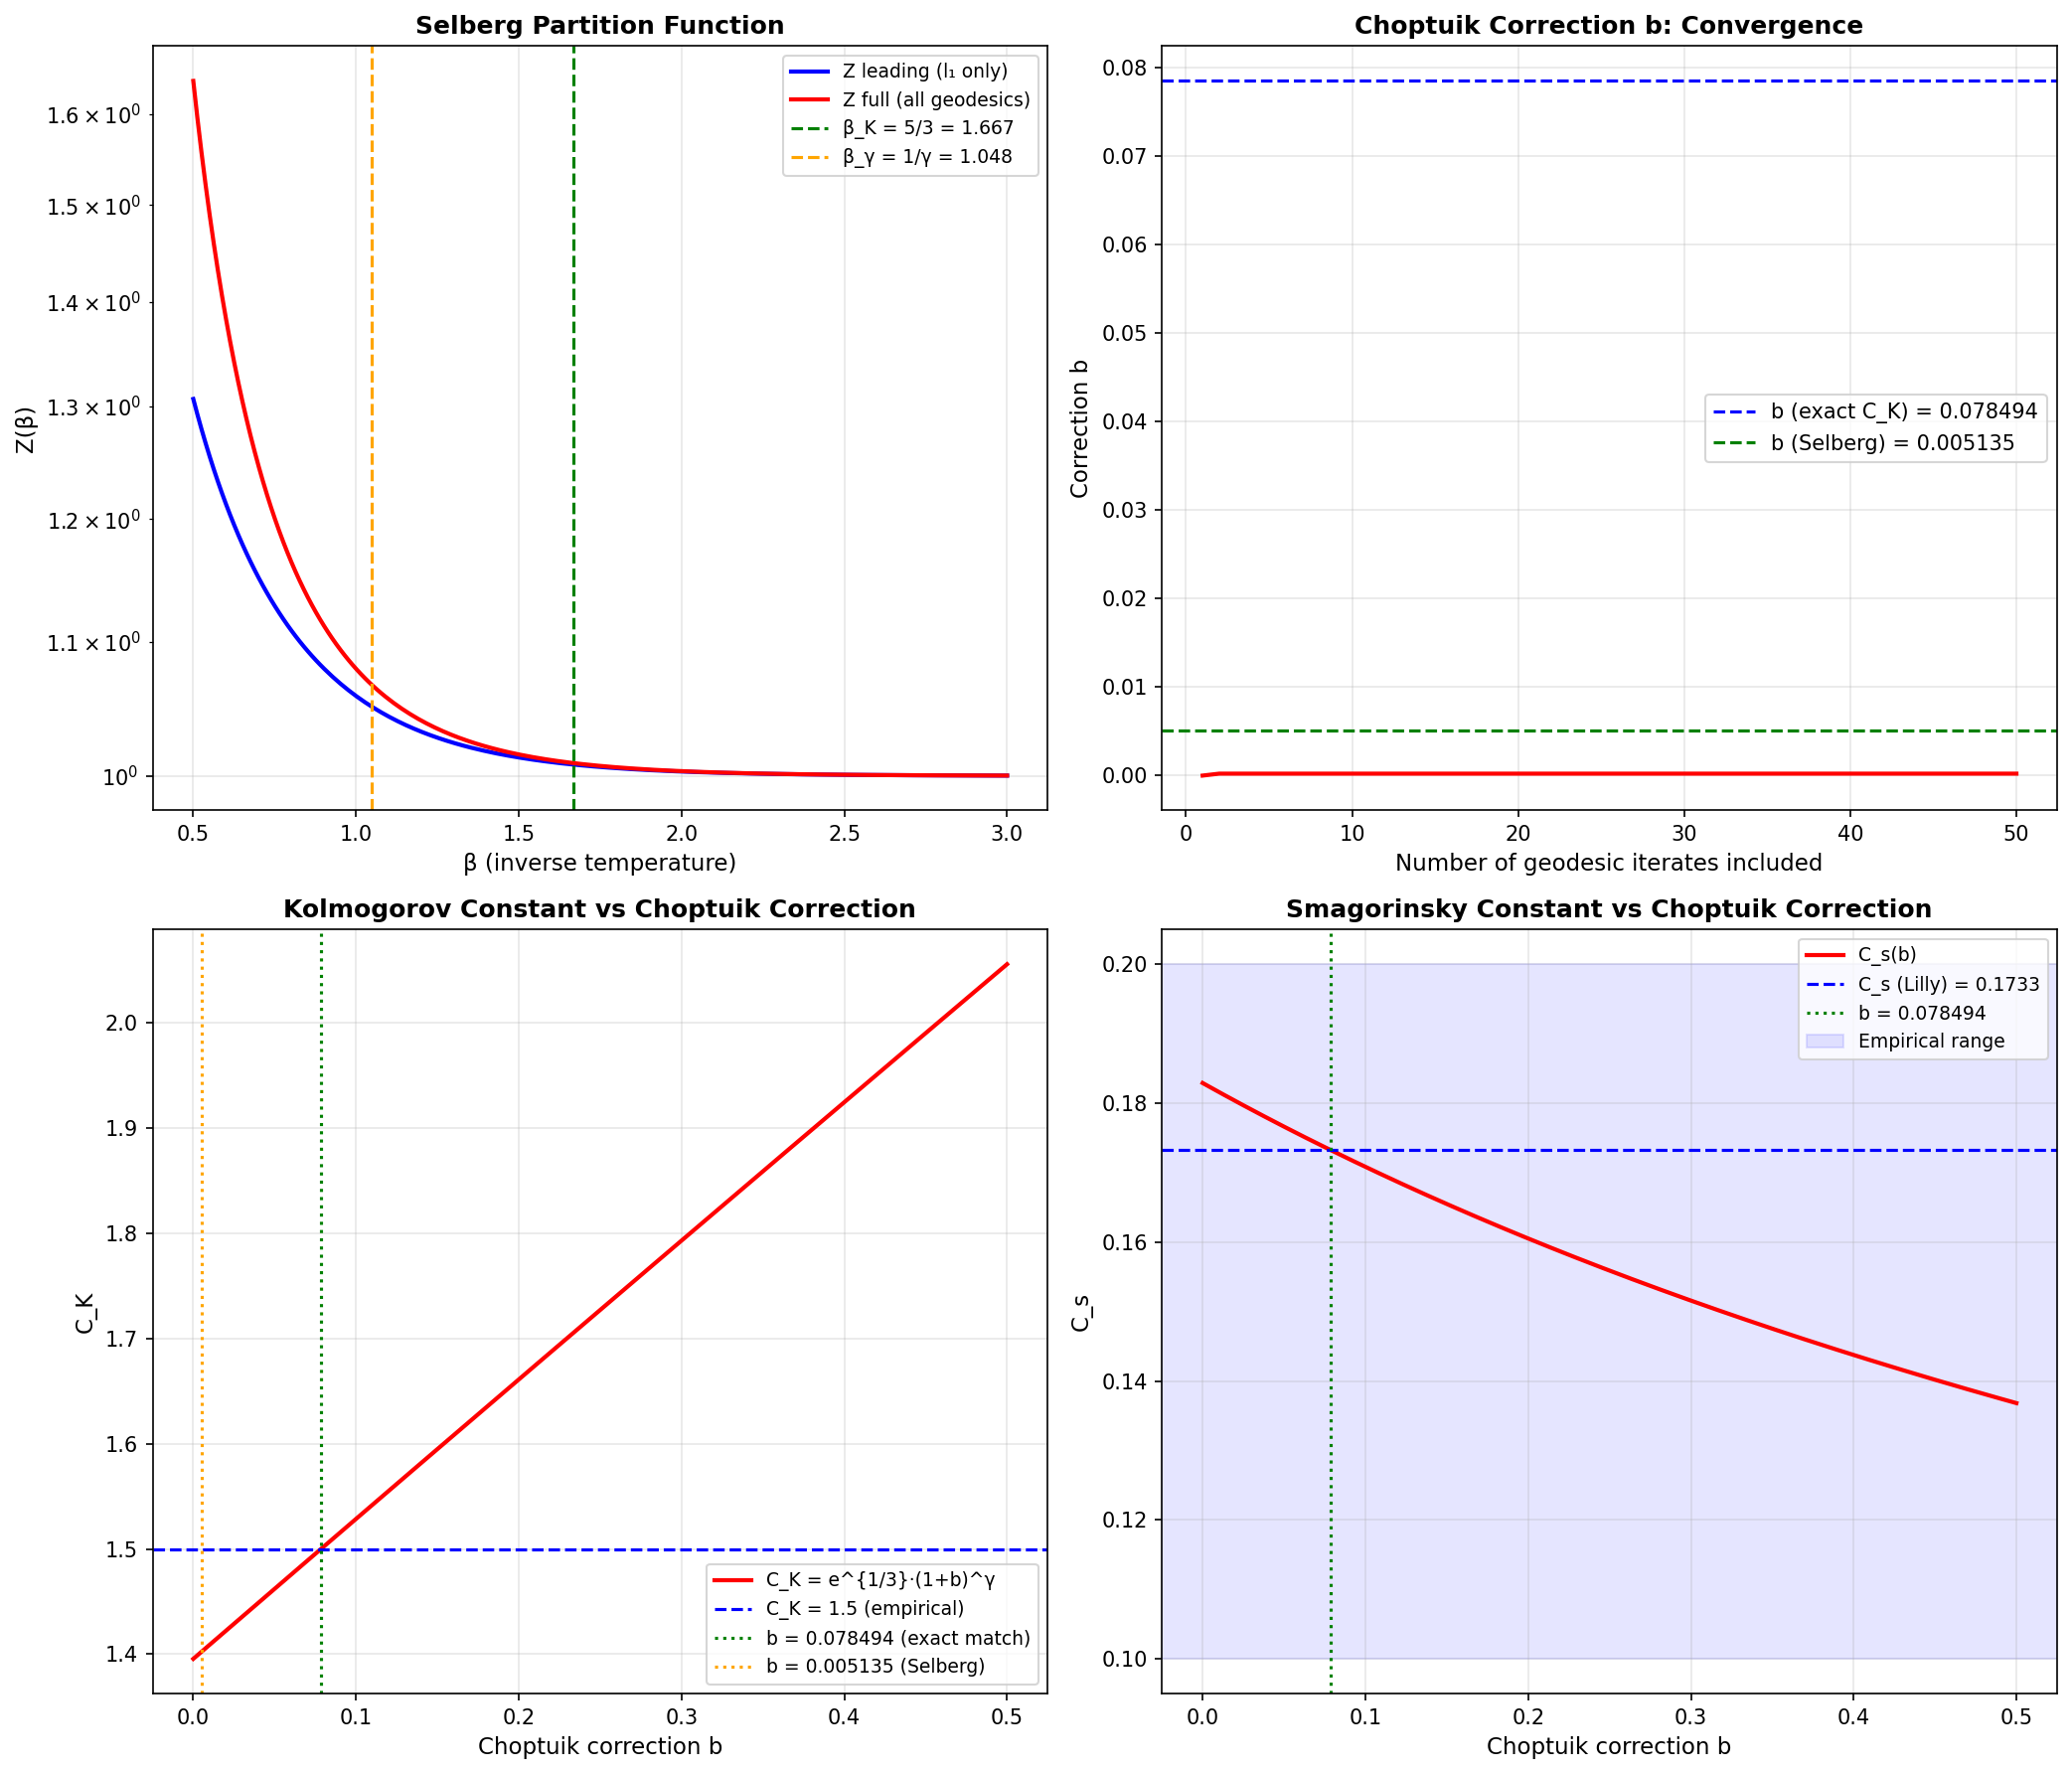 Selberg Partition Function
Z(β)
1.6 × 10⁰
1.5 × 10⁰
1.4 × 10⁰
1.3 × 10⁰
1.2 × 10⁰
1.1 × 10⁰
10⁰
Z leading (l₁ only)
Z full (all geodesics)
β_K = 5/3 = 1.667
β_γ = 1/γ = 1.048
0.5 1.0 1.5 2.0 2.5 3.0
β (inverse temperature)
Choptuik Correction b: Convergence
Correction b
0.08
0.07
0.06
0.05
0.04
0.03
0.02
0.01
0.00
b (exact C_K) = 0.078494
b (Selberg) = 0.005135
0 10 20 30 40 50
Number of geodesic iterates included
Kolmogorov Constant vs Choptuik Correction
C_K
2.0
1.9
1.8
1.7
1.6
1.5
1.4
C_K = e^{1/3}·(1+b)^γ
C_K = 1.5 (empirical)
b = 0.078494 (exact match)
b = 0.005135 (Selberg)
0.0 0.1 0.2 0.3 0.4 0.5
Choptuik correction b
Smagorinsky Constant vs Choptuik Correction
C_s
0.20
0.18
0.16
0.14
0.12
0.10
C_s(b)
C_s (Lilly) = 0.1733
b = 0.078494
Empirical range
0.0 0.1 0.2 0.3 0.4 0.5
Choptuik correction b